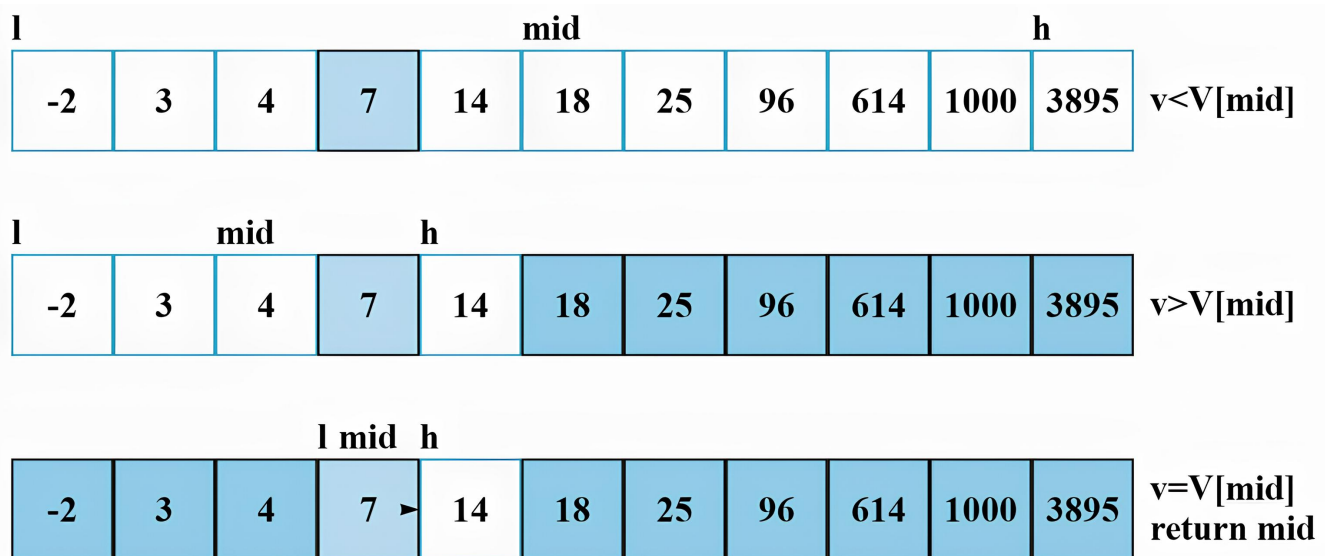 l mid h
-2 3 4 7 14 18 25 96 614 1000 3895 v<V[mid]
l mid h
-2 3 4 7 14 18 25 96 614 1000 3895 v>V[mid]
l mid h
-2 3 4 7 14 18 25 96 614 1000 3895 v=V[mid]
return mid